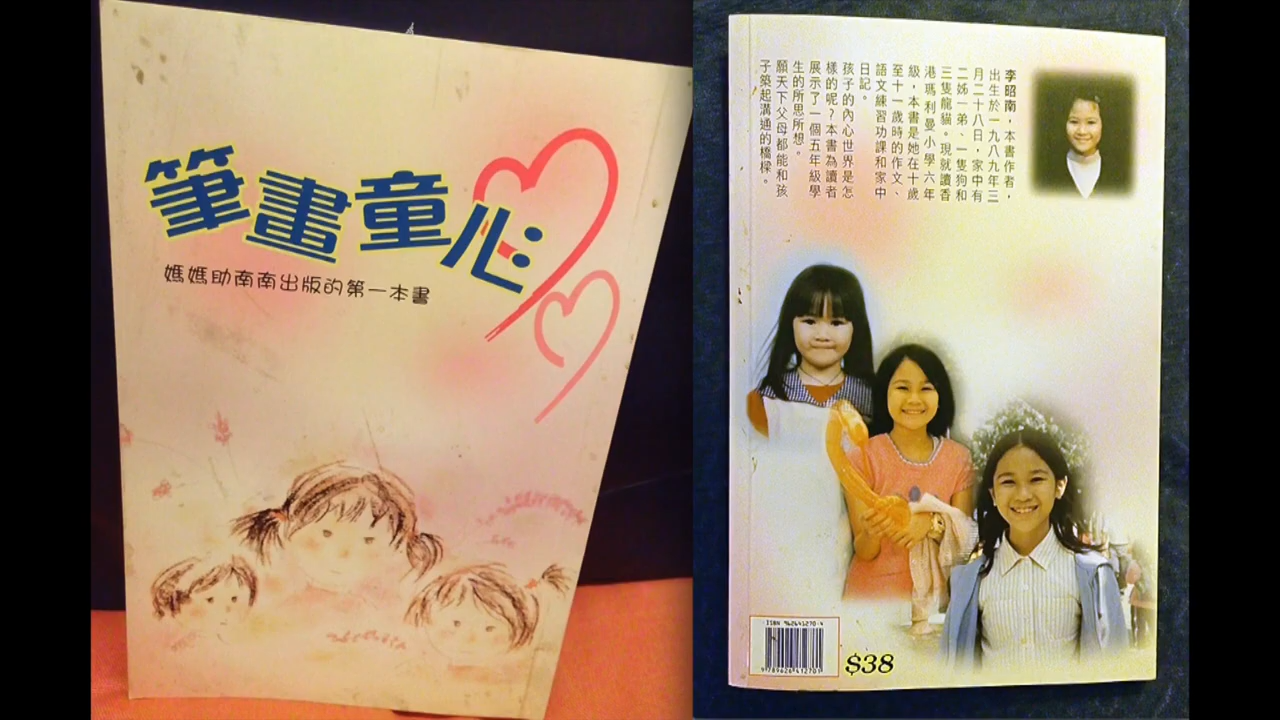 筆畫童心
媽媽助南南出版的第一本書
李昭南，本書作者，
出生於一九八九年三
月二十八日，家中有
二姊一弟、一隻狗和
三隻龍貓。現就讀香
港瑪利曼小學六年
級，本書是她在十歲
至十一歲時的作文、
語文練習功課和家中
日記。
孩子的內心世界是怎
樣的呢？本書為讀者
展示了一個五年級學
生的所思所想。
願天下父母都能和孩
子築起溝通的橋樑。
ISBN 962641270-4
9 789626 412701
$38